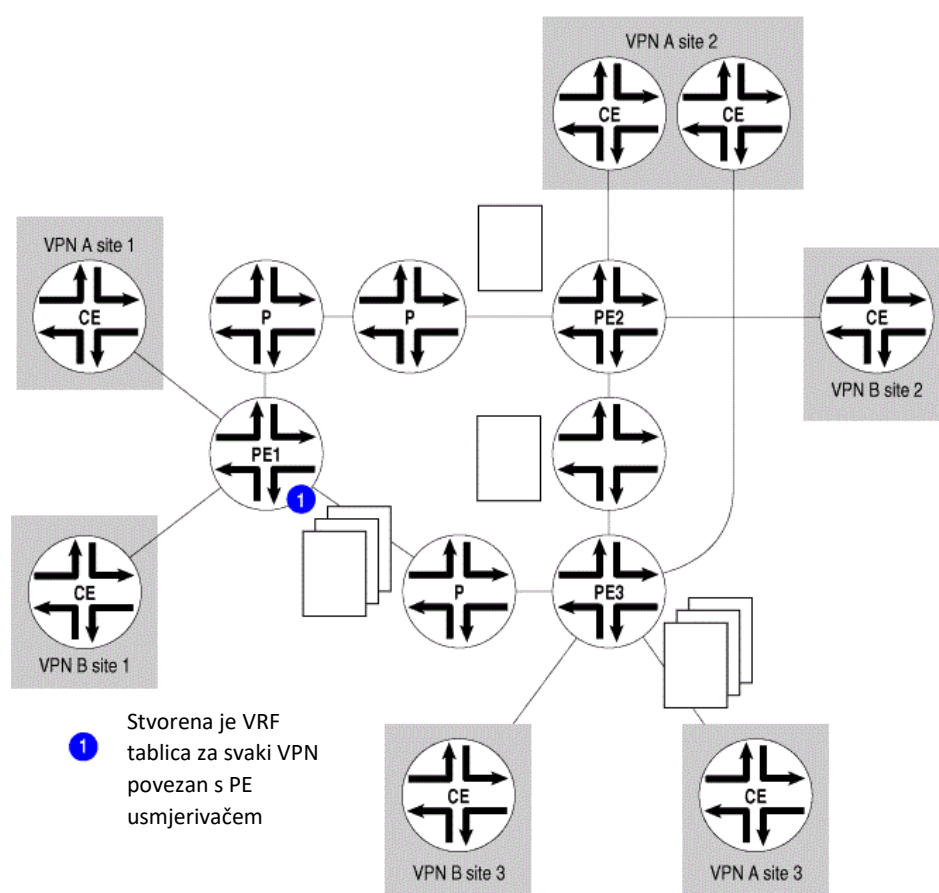 VPN A site 2
CE
CE
VPN A site 1
CE
P
P
PE2
CE
VPN B site 2
PE1
1
CE
VPN B site 1
P
PE3
1
Stvorena je VRF
tablica za svaki VPN
povezan s PE
usmjerivačem
CE
VPN B site 3
CE
VPN A site 3